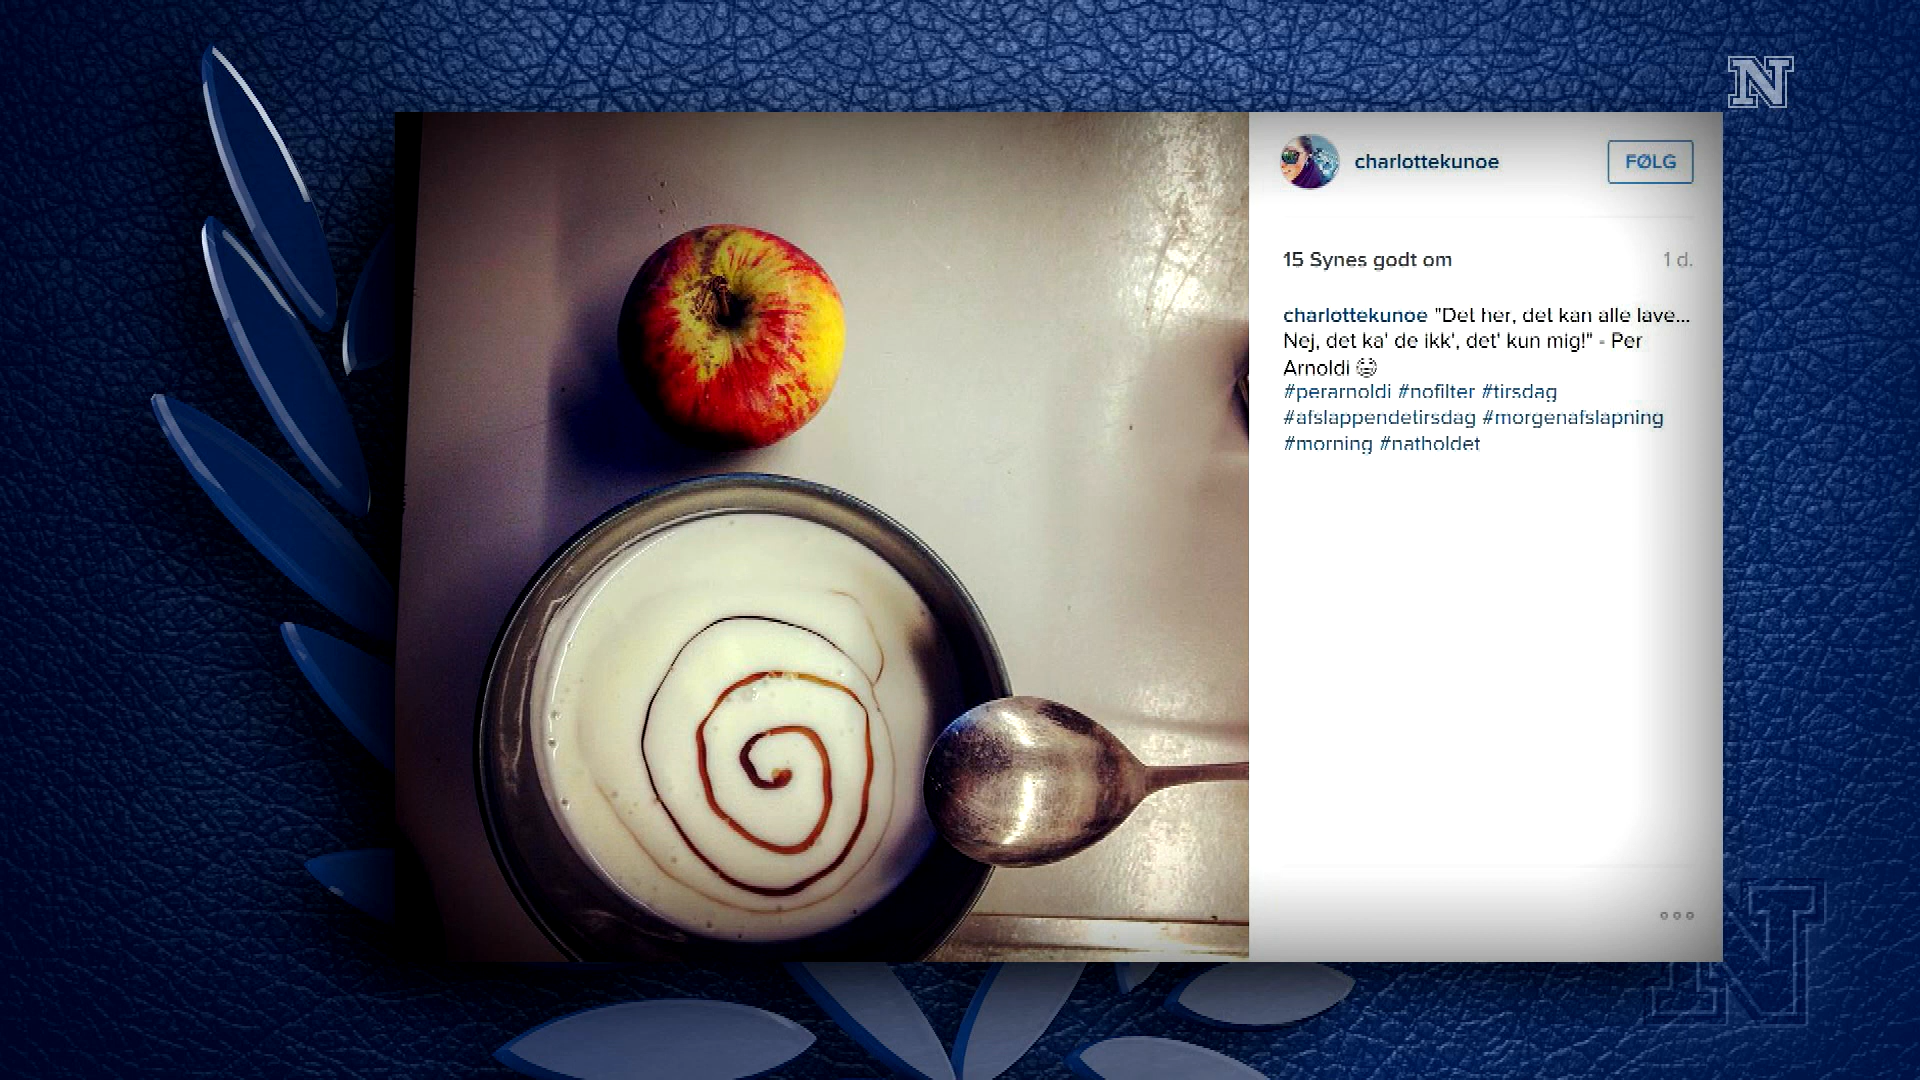 N
charlottekunoe
FØLG
15 Synes godt om
1 d.
charlottekunoe "Det her, det kan alle lave...
Nej, det ka' de ikk', det' kun mig!" - Per
Arnoldi 😄
#perarnoldi #nofilter #tirsdag
#afslappendetirsdag #morgenafslapning
#morning #natholdet
N